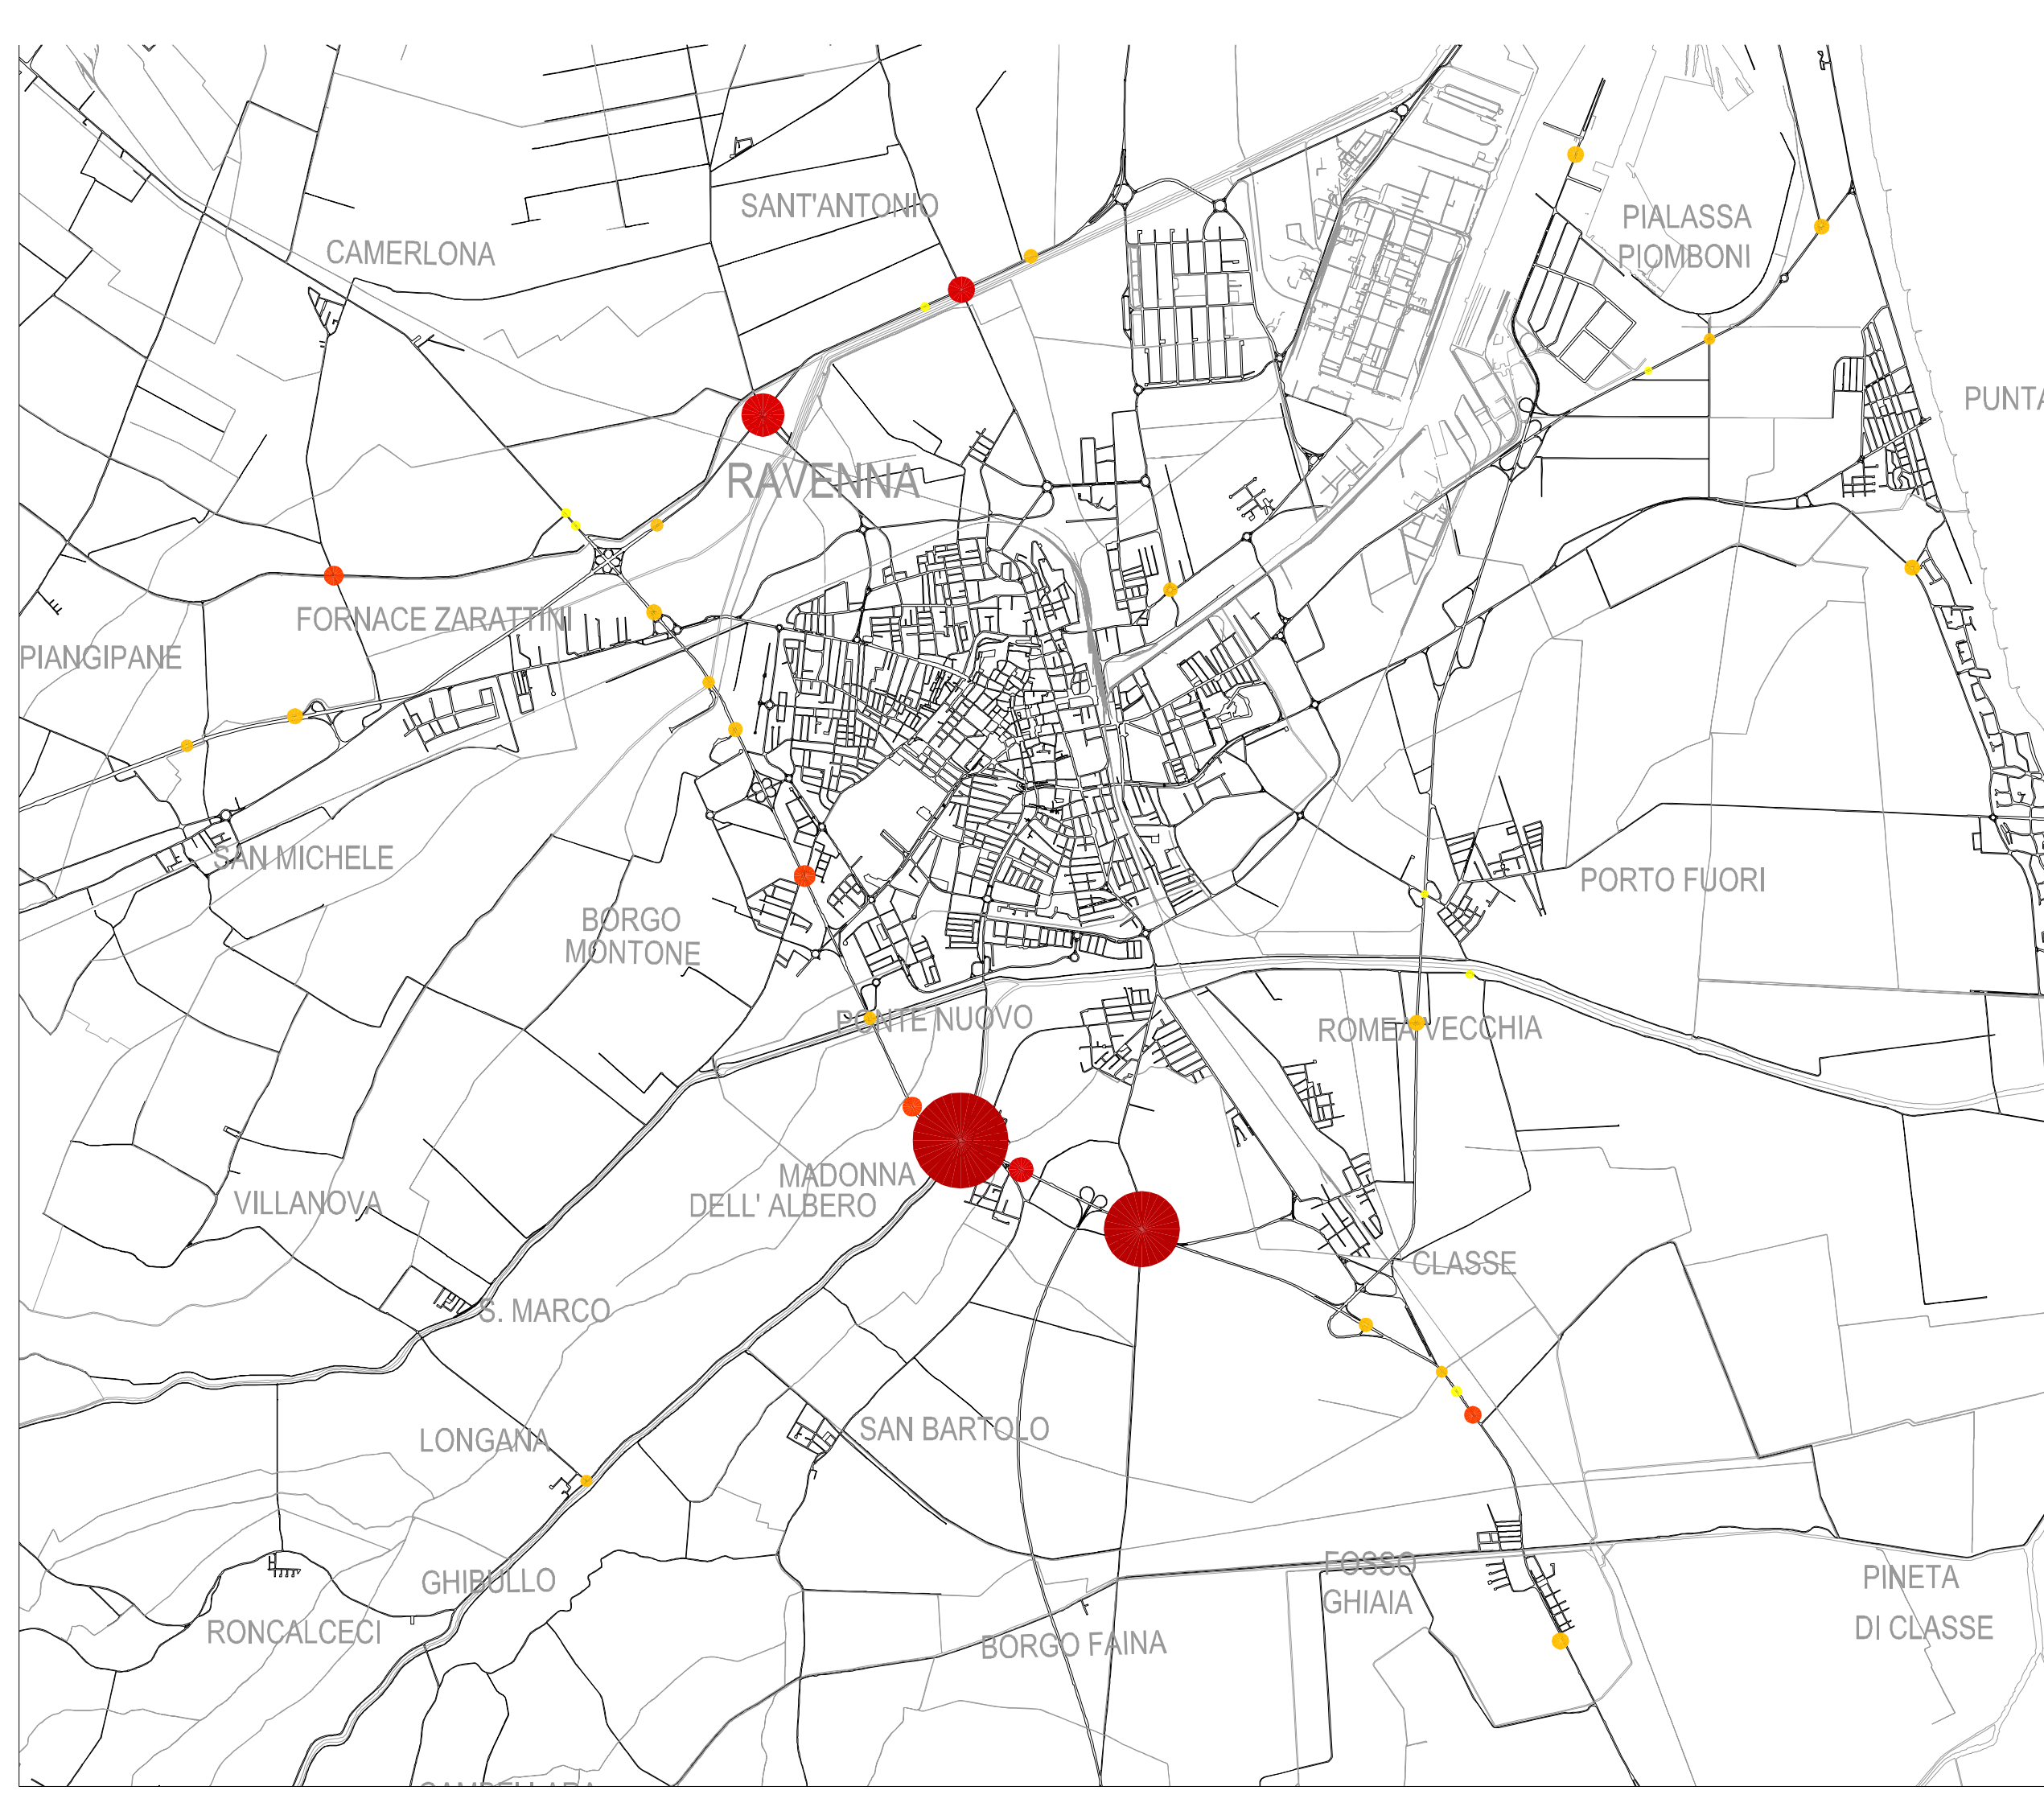 SANT'ANTONIO
PIALASSA
PIOMBONI
CAMERLONA
PUNTA
RAVENNA
FORNACE ZARATTINI
PIANGIPANE
SAN MICHELE
PORTO FUORI
BORGO
MONTONE
PONTE NUOVO
ROMEA VECCHIA
MADONNA
DELL' ALBERO
VILLANOVA
CLASSE
S. MARCO
SAN BARTOLO
LONGANA
FOSSO
GHIAIA
GHIBULLO
PINETA
DI CLASSE
RONCALCECI
BORGO FAINA